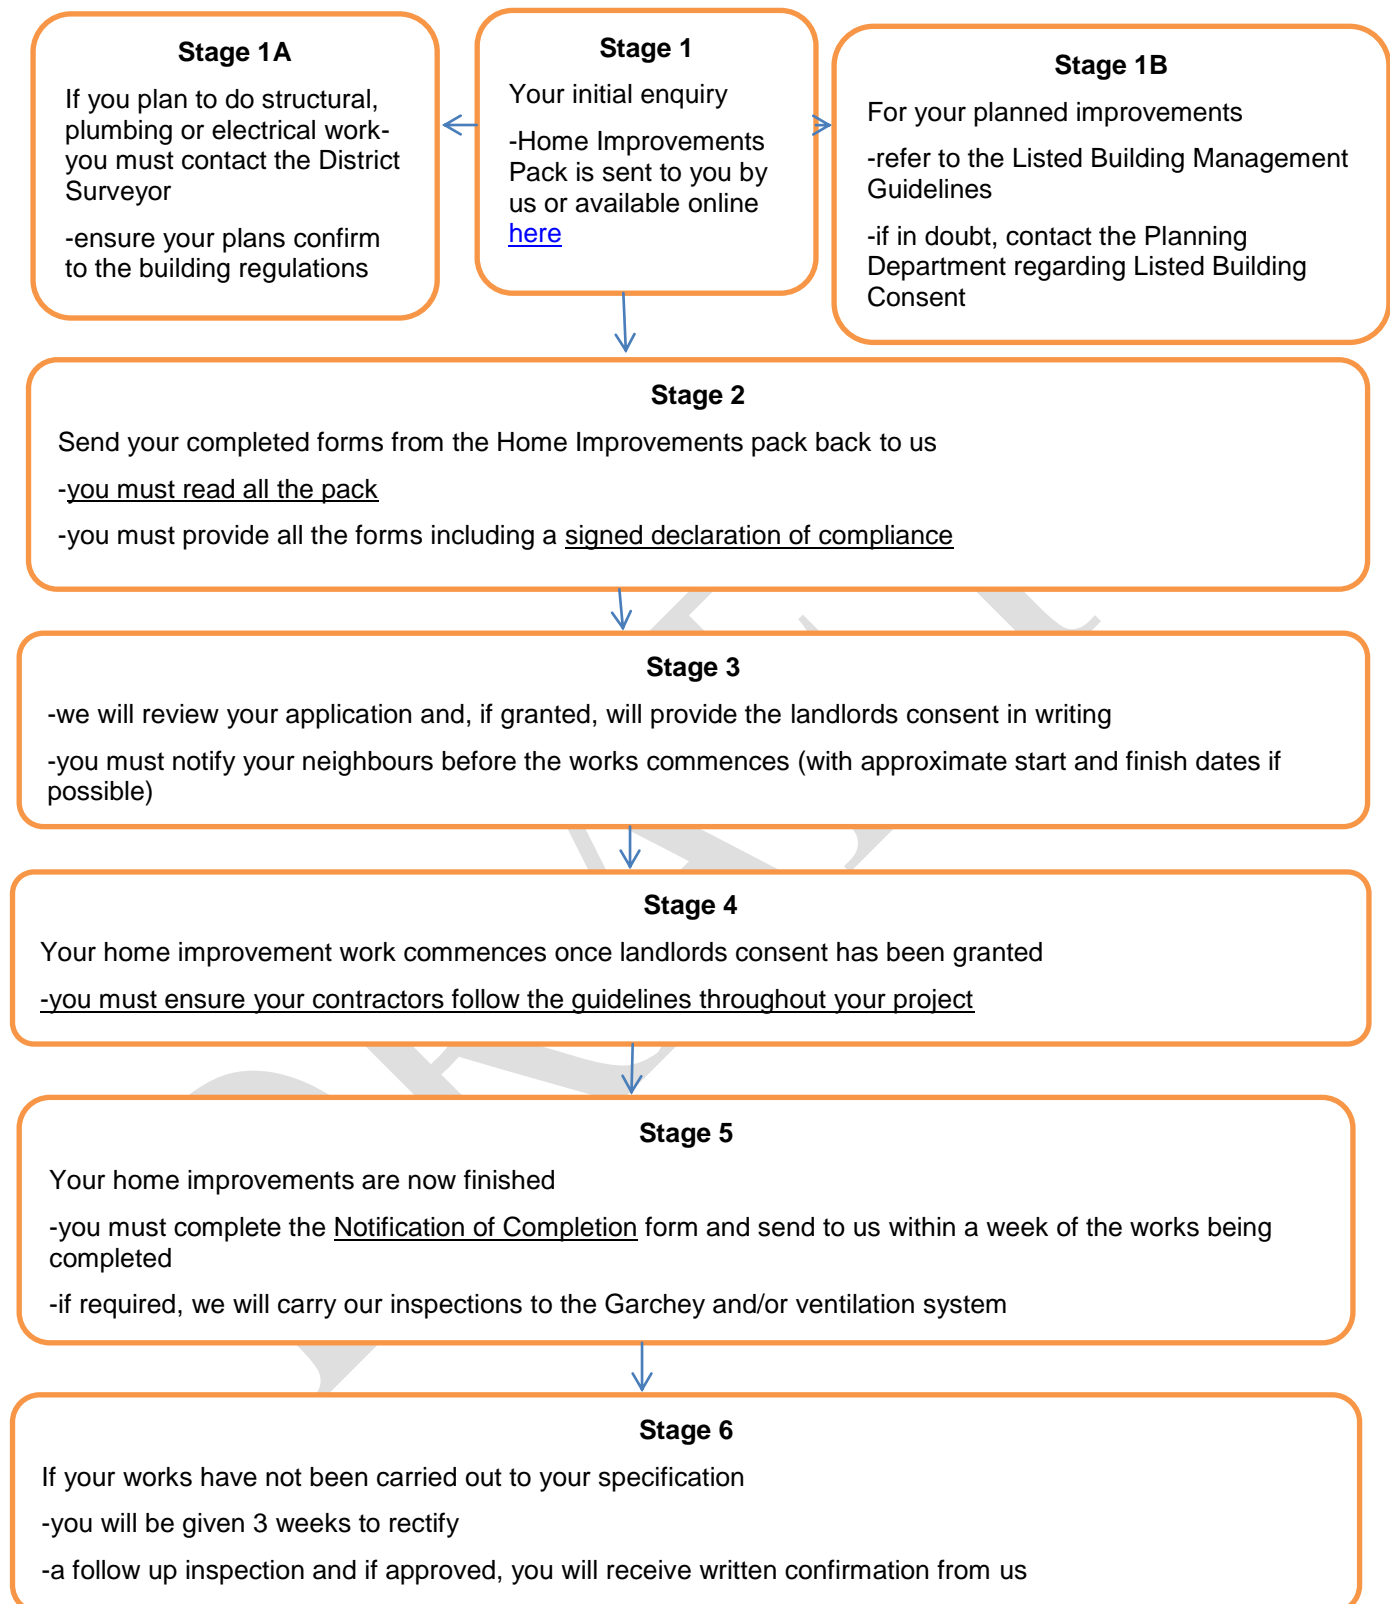 Stage 1A
If you plan to do structural,
plumbing or electrical work-
you must contact the District
Surveyor
-ensure your plans confirm
to the building regulations
Stage 1
Your initial enquiry
-Home Improvements
Pack is sent to you by
us or available online
here
Stage 1B
For your planned improvements
-refer to the Listed Building Management
Guidelines
-if in doubt, contact the Planning
Department regarding Listed Building
Consent
Stage 2
Send your completed forms from the Home Improvements pack back to us
-you must read all the pack
-you must provide all the forms including a signed declaration of compliance
Stage 3
-we will review your application and, if granted, will provide the landlords consent in writing
-you must notify your neighbours before the works commences (with approximate start and finish dates if
possible)
Stage 4
Your home improvement work commences once landlords consent has been granted
-you must ensure your contractors follow the guidelines throughout your project
Stage 5
Your home improvements are now finished
-you must complete the Notification of Completion form and send to us within a week of the works being
completed
-if required, we will carry our inspections to the Garchey and/or ventilation system
Stage 6
If your works have not been carried out to your specification
-you will be given 3 weeks to rectify
-a follow up inspection and if approved, you will receive written confirmation from us